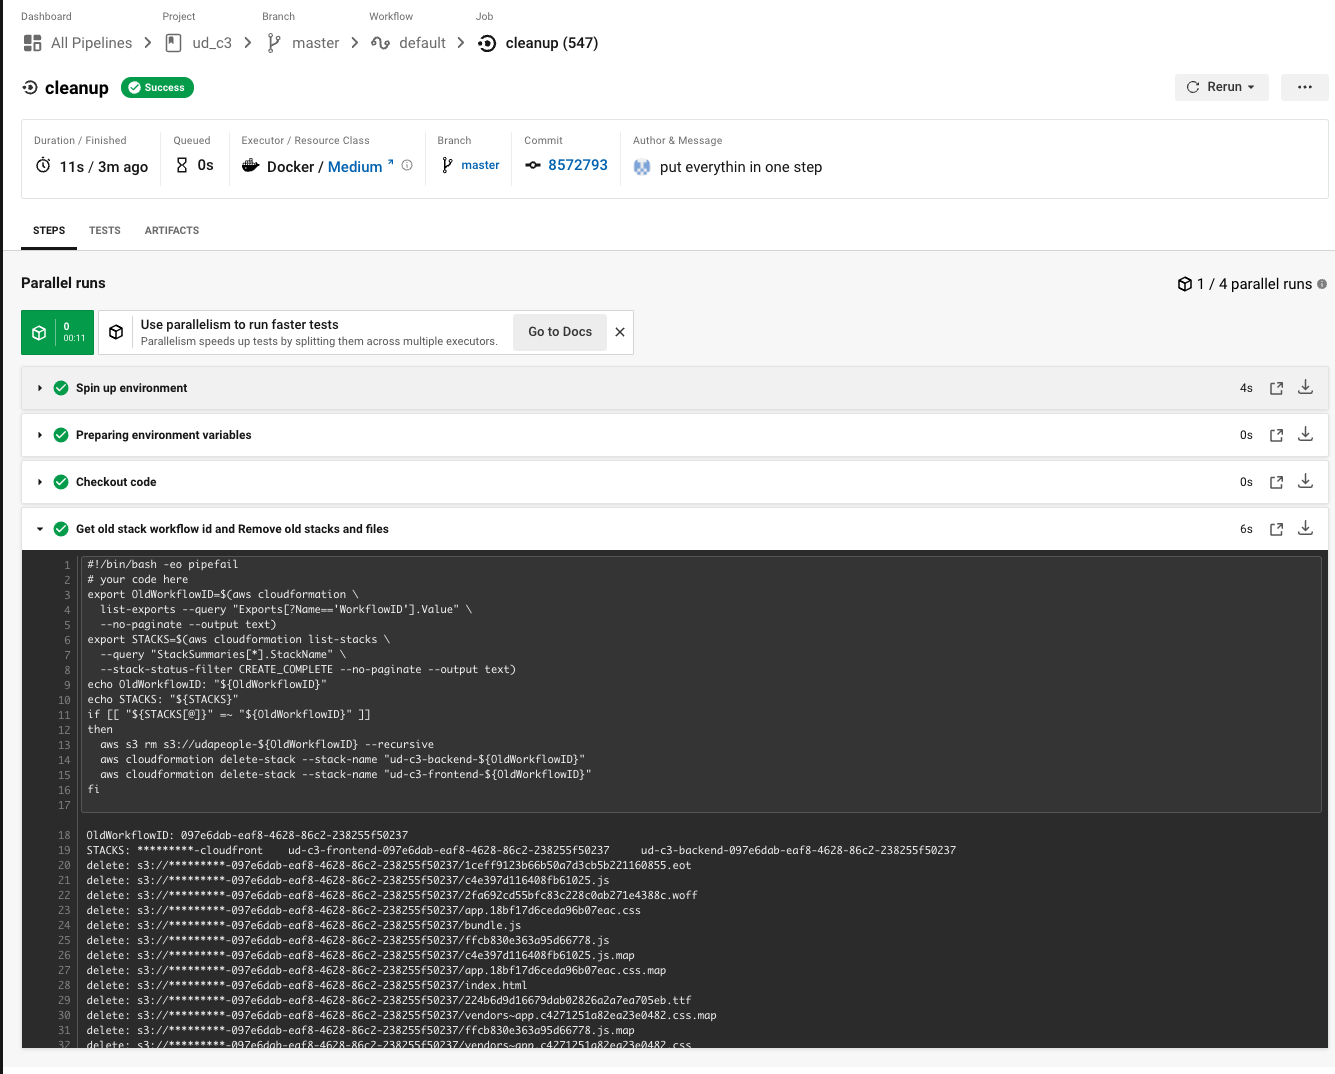 Dashboard Project Branch Workflow Job
All Pipelines ud_c3 master default cleanup (547)
cleanup Success Rerun
Duration / Finished Queued Executor / Resource Class Branch Commit Author & Message
11s / 3m ago 0s Docker / Medium master 8572793 put everythin in one step
STEPS TESTS ARTIFACTS
Parallel runs 1 / 4 parallel runs
0
00:11
Use parallelism to run faster tests
Parallelism speeds up tests by splitting them across multiple executors.
Go to Docs
Spin up environment 4s
Preparing environment variables 0s
Checkout code 0s
Get old stack workflow id and Remove old stacks and files 6s
1 #!/bin/bash -eo pipefail
2 # your code here
3 export OldWorkflowID=$(aws cloudformation \
4 list-exports --query "Exports[?Name=='WorkflowID'].Value" \
5 --no-paginate --output text)
6 export STACKS=$(aws cloudformation list-stacks \
7 --query "StackSummaries[*].StackName" \
8 --stack-status-filter CREATE_COMPLETE --no-paginate --output text)
9 echo OldWorkflowID: "${OldWorkflowID}"
10 echo STACKS: "${STACKS}"
11 if [[ "${STACKS[@]}" =~ "${OldWorkflowID}" ]]
12 then
13 aws s3 rm s3://udapeople-${OldWorkflowID} --recursive
14 aws cloudformation delete-stack --stack-name "ud-c3-backend-${OldWorkflowID}"
15 aws cloudformation delete-stack --stack-name "ud-c3-frontend-${OldWorkflowID}"
16 fi
17
18 OldWorkflowID: 097e6dab-eaf8-4628-86c2-238255f50237
19 STACKS: *********-cloudfront ud-c3-frontend-097e6dab-eaf8-4628-86c2-238255f50237 ud-c3-backend-097e6dab-eaf8-4628-86c2-238255f50237
20 delete: s3://*********-097e6dab-eaf8-4628-86c2-238255f50237/1ceff9123b66b50a7d3cb5b221160855.eot
21 delete: s3://*********-097e6dab-eaf8-4628-86c2-238255f50237/c4e397d116408fb61025.js
22 delete: s3://*********-097e6dab-eaf8-4628-86c2-238255f50237/2fa692cd55bfc83c228c0ab271e4388c.woff
23 delete: s3://*********-097e6dab-eaf8-4628-86c2-238255f50237/app.18bf17d6ceda96b07eac.css
24 delete: s3://*********-097e6dab-eaf8-4628-86c2-238255f50237/bundle.js
25 delete: s3://*********-097e6dab-eaf8-4628-86c2-238255f50237/ffcb830e363a95d66778.js
26 delete: s3://*********-097e6dab-eaf8-4628-86c2-238255f50237/c4e397d116408fb61025.js.map
27 delete: s3://*********-097e6dab-eaf8-4628-86c2-238255f50237/app.18bf17d6ceda96b07eac.css.map
28 delete: s3://*********-097e6dab-eaf8-4628-86c2-238255f50237/index.html
29 delete: s3://*********-097e6dab-eaf8-4628-86c2-238255f50237/224b6d9d16679dab02826a2a7ea705eb.ttf
30 delete: s3://*********-097e6dab-eaf8-4628-86c2-238255f50237/vendors~app.c4271251a82ea23e0482.css.map
31 delete: s3://*********-097e6dab-eaf8-4628-86c2-238255f50237/ffcb830e363a95d66778.js.map
32 delete: s3://*********-097e6dab-eaf8-4628-86c2-238255f50237/vendors~app.c4271251a82ea23e0482.css